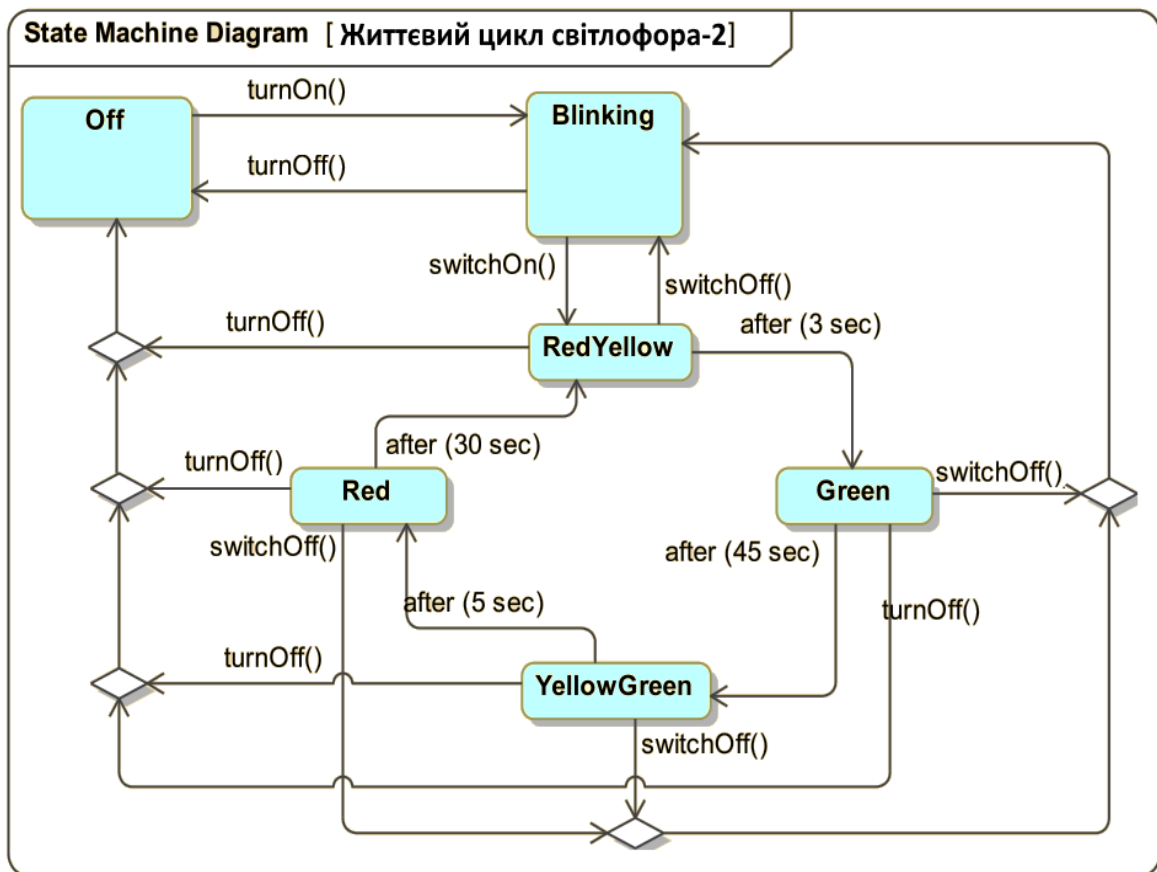 State Machine Diagram [ Життєвий цикл світлофора-2]
turnOn()
Off
Blinking
turnOff()
switchOn()
switchOff()
turnOff()
after (3 sec)
RedYellow
after (30 sec)
turnOff()
Red
Green
switchOff()
switchOff()
after (45 sec)
after (5 sec)
turnOff()
turnOff()
YellowGreen
switchOff()